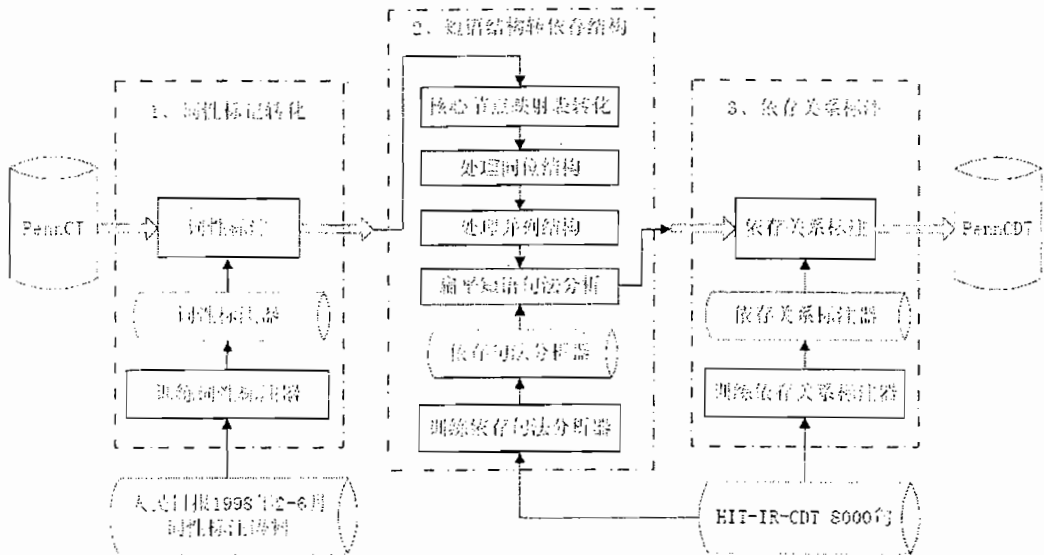 2、短语结构转依存结构
1、词性标记转化
核心节点映射表转化
3、依存关系标注
处理同位结构
PennCT
词性标注
处理并列结构
依存关系标注
PennCDT
扁平短语句法分析
词性标注器
依存句法分析器
依存关系标注器
训练词性标注器
训练依存句法分析器
训练依存关系标注器
人民日报1998年2-6月
词性标注语料
HIT-IR-CDT 8000句